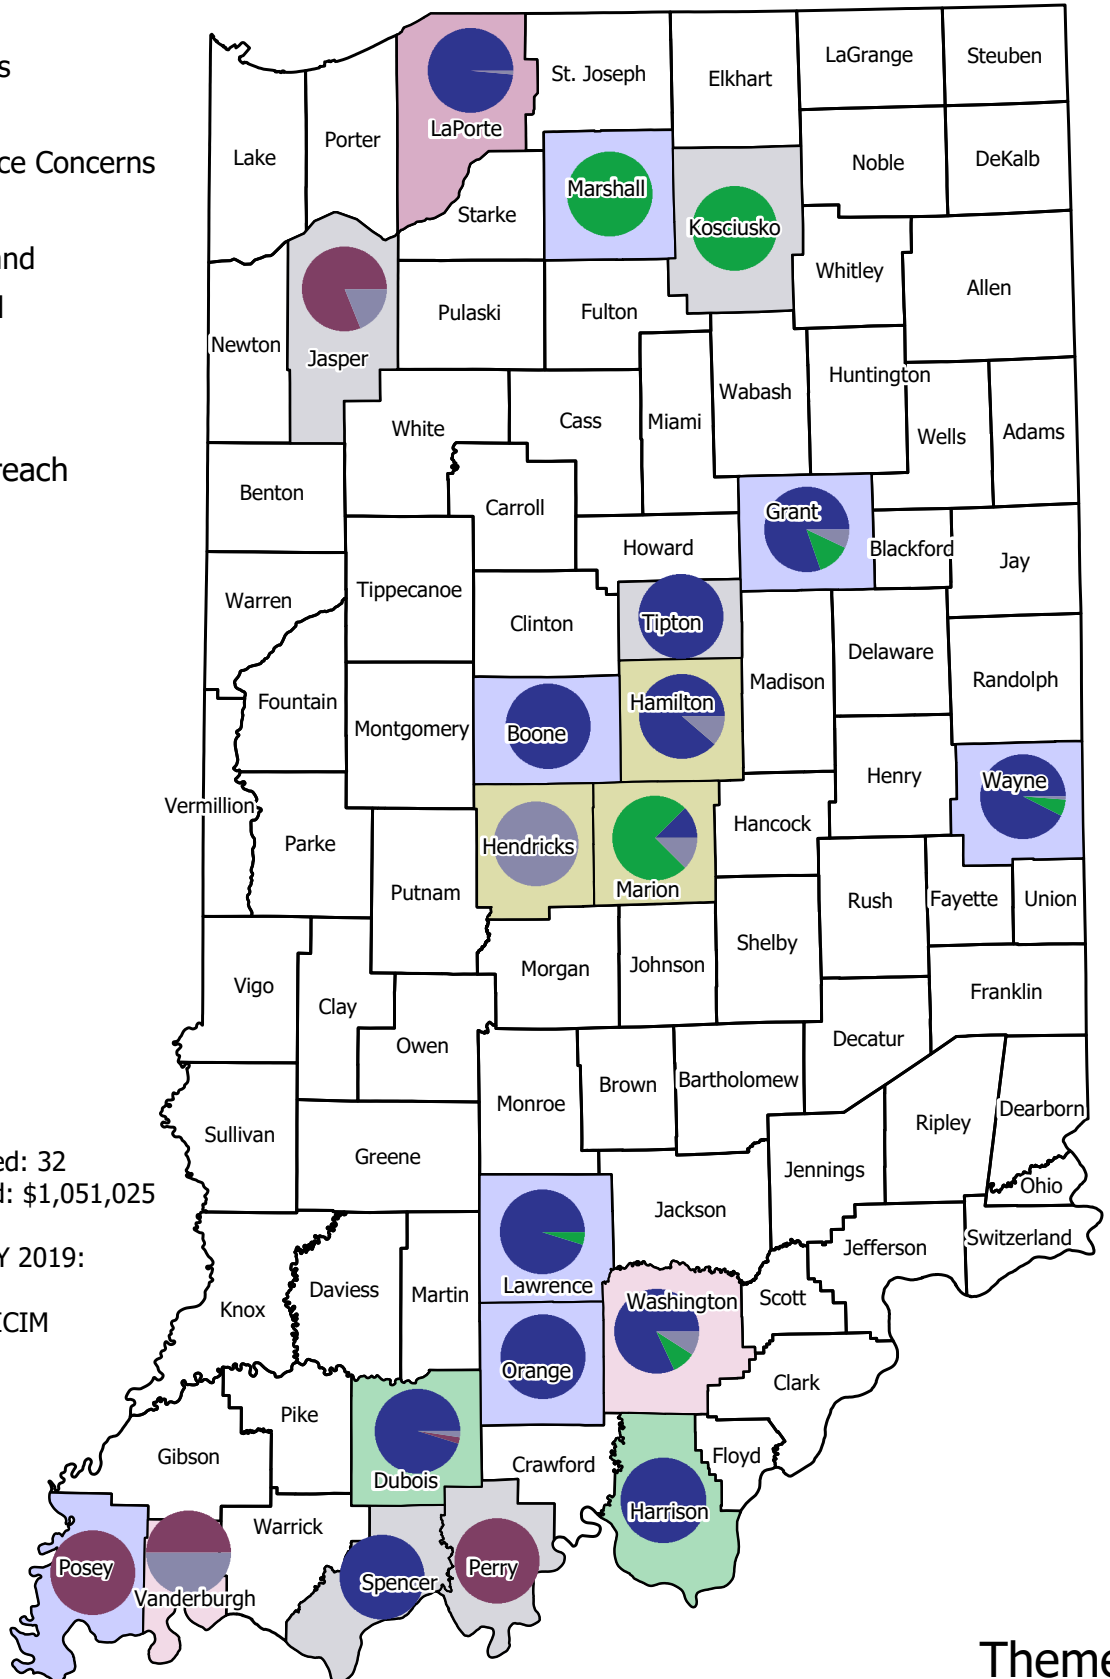 s
LaPorte
St. Joseph
Elkhart
LaGrange
Steuben
Lake
Porter
ce Concerns
Marshall
Noble
DeKalb
Starke
Kosciusko
nd
Whitley
Allen
Jasper
Pulaski
Fulton
Newton
Huntington
Wabash
White
Cass
Miami
Wells
Adams
reach
Benton
Carroll
Grant
Howard
Blackford
Jay
Warren
Tippecanoe
Clinton
Tipton
Delaware
Madison
Randolph
Fountain
Montgomery
Boone
Hamilton
Henry
Wayne
Vermillion
Parke
Hendricks
Marion
Hancock
Putnam
Rush
Fayette
Union
Shelby
Vigo
Clay
Morgan
Johnson
Franklin
Owen
Decatur
Monroe
Brown
Bartholomew
Dearborn
Ripley
Sullivan
Greene
Jennings
Ohio
ed: 32
d: $1,051,025
Jackson
Jefferson
Switzerland
Y 2019:
Knox
Daviess
Martin
Lawrence
Washington
Scott
ICIM
Orange
Clark
Pike
Gibson
Dubois
Crawford
Floyd
Harrison
Warrick
Posey
Vanderburgh
Spencer
Perry
Theme